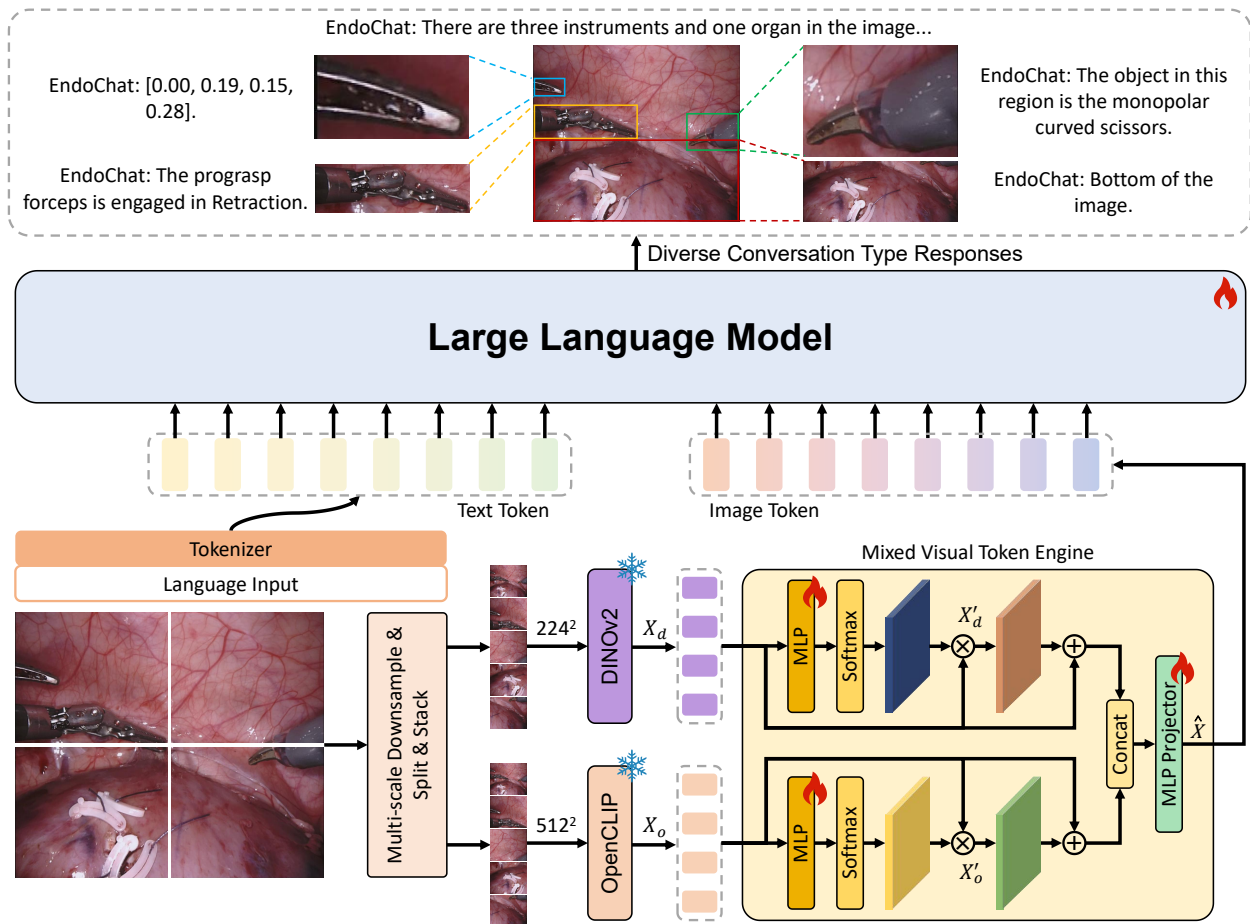 EndoChat: There are three instruments and one organ in the image...
EndoChat: [0.00, 0.19, 0.15,
0.28].
EndoChat: The prograsp
forceps is engaged in Retraction.
EndoChat: The object in this
region is the monopolar
curved scissors.
EndoChat: Bottom of the
image.
Diverse Conversation Type Responses
Large Language Model
Text Token
Image Token
Tokenizer
Language Input
Multi-scale Downsample &
Split & Stack
224²
DINOv2
X_d
512²
OpenCLIP
X_o
Mixed Visual Token Engine
MLP
Softmax
X′_d
MLP
Softmax
X′_o
Concat
MLP Projector
X̂